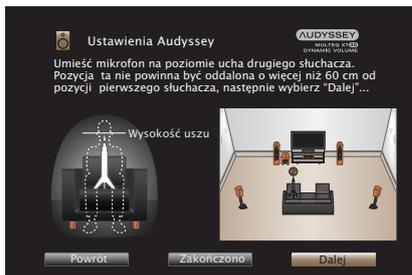 Ustawienia Audyssey
AUDYSSEY
MULTEQ XT32
DYNAMIC VOLUME
Umieść mikrofon na poziomie ucha drugiego słuchacza.
Pozycja ta nie powinna być oddalona o więcej niż 60 cm od
pozycji pierwszego słuchacza, następnie wybierz “Dalej”...
Wysokość uszu
Powrót
Zakończono
Dalej